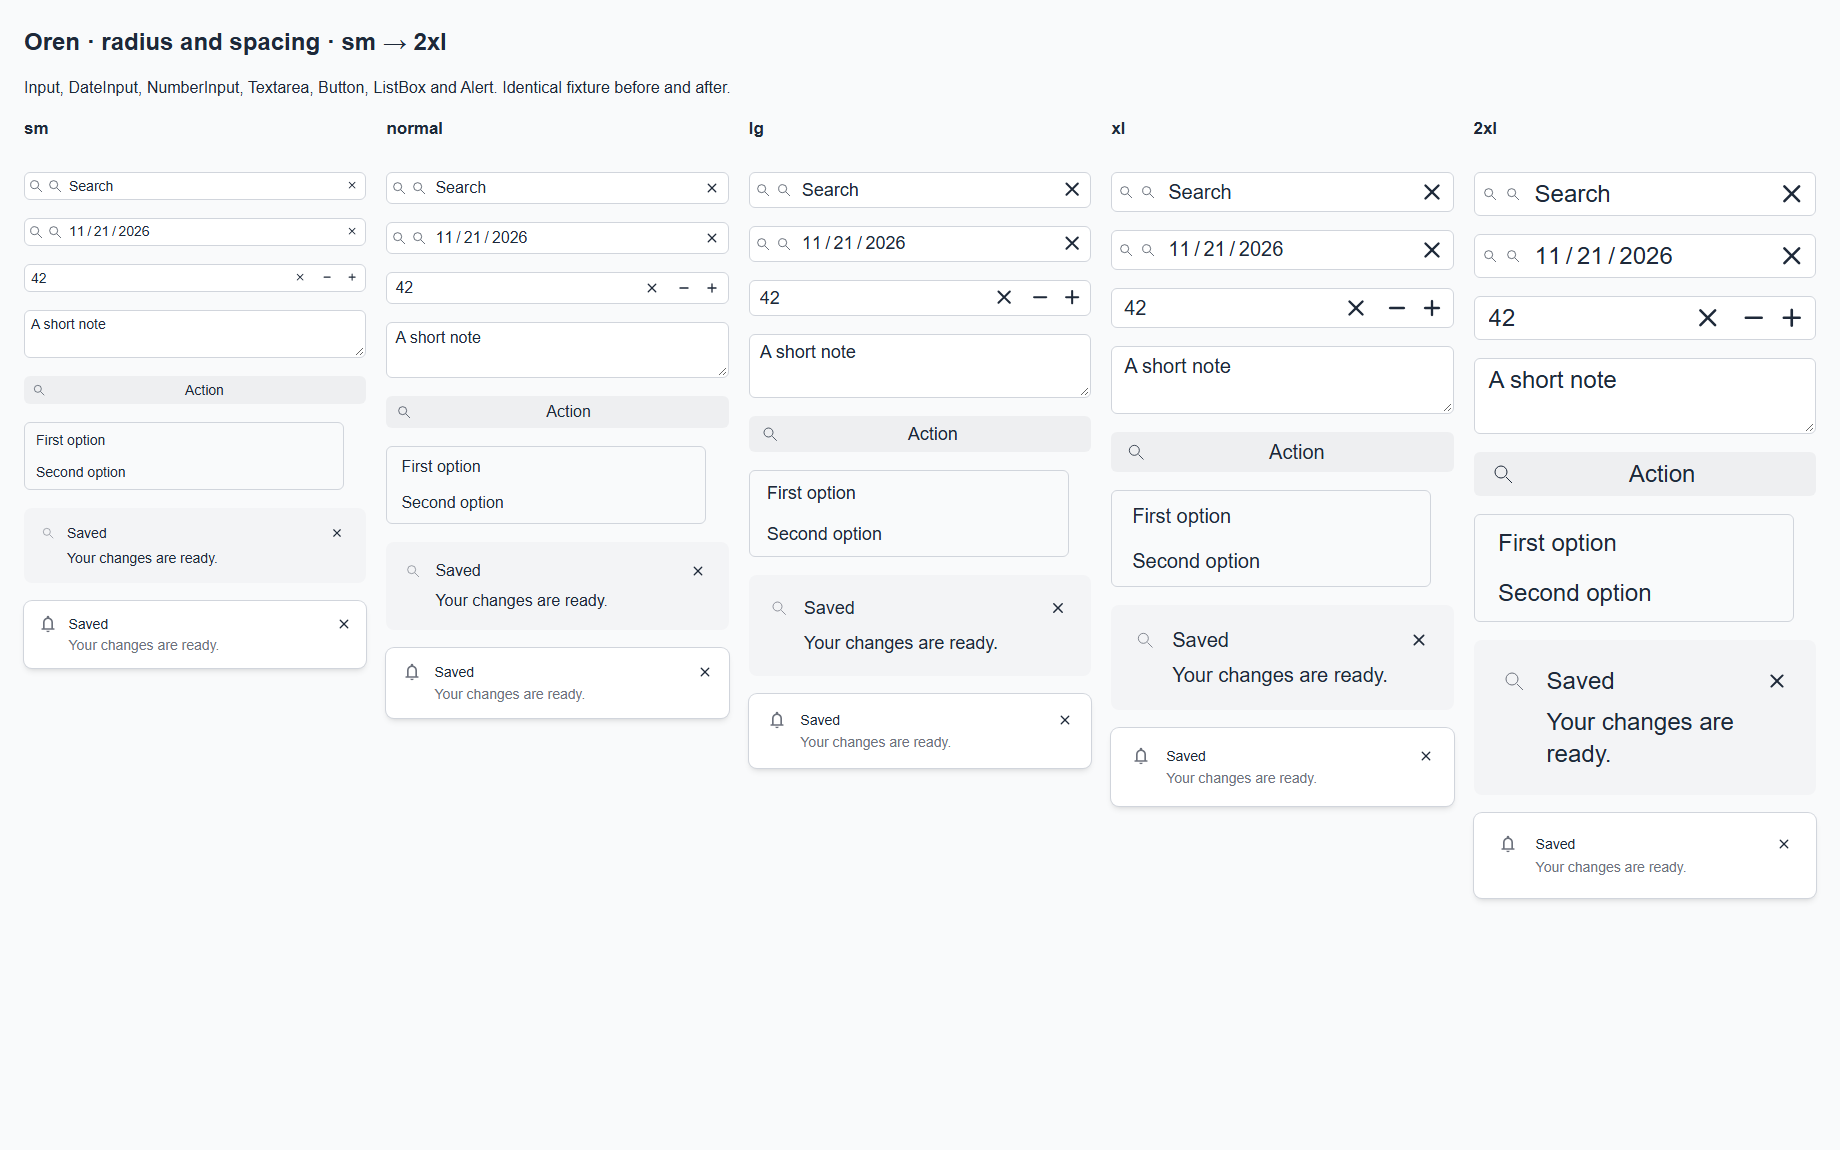 Oren · radius and spacing · sm → 2xl
Input, DateInput, NumberInput, Textarea, Button, ListBox and Alert. Identical fixture before and after.
sm
Search
11 / 21 / 2026
42
A short note
Action
First option
Second option
Saved
Your changes are ready.
Saved
Your changes are ready.
normal
Search
11 / 21 / 2026
42
A short note
Action
First option
Second option
Saved
Your changes are ready.
Saved
Your changes are ready.
lg
Search
11 / 21 / 2026
42
A short note
Action
First option
Second option
Saved
Your changes are ready.
Saved
Your changes are ready.
xl
Search
11 / 21 / 2026
42
A short note
Action
First option
Second option
Saved
Your changes are ready.
Saved
Your changes are ready.
2xl
Search
11 / 21 / 2026
42
A short note
Action
First option
Second option
Saved
Your changes are
ready.
Saved
Your changes are ready.